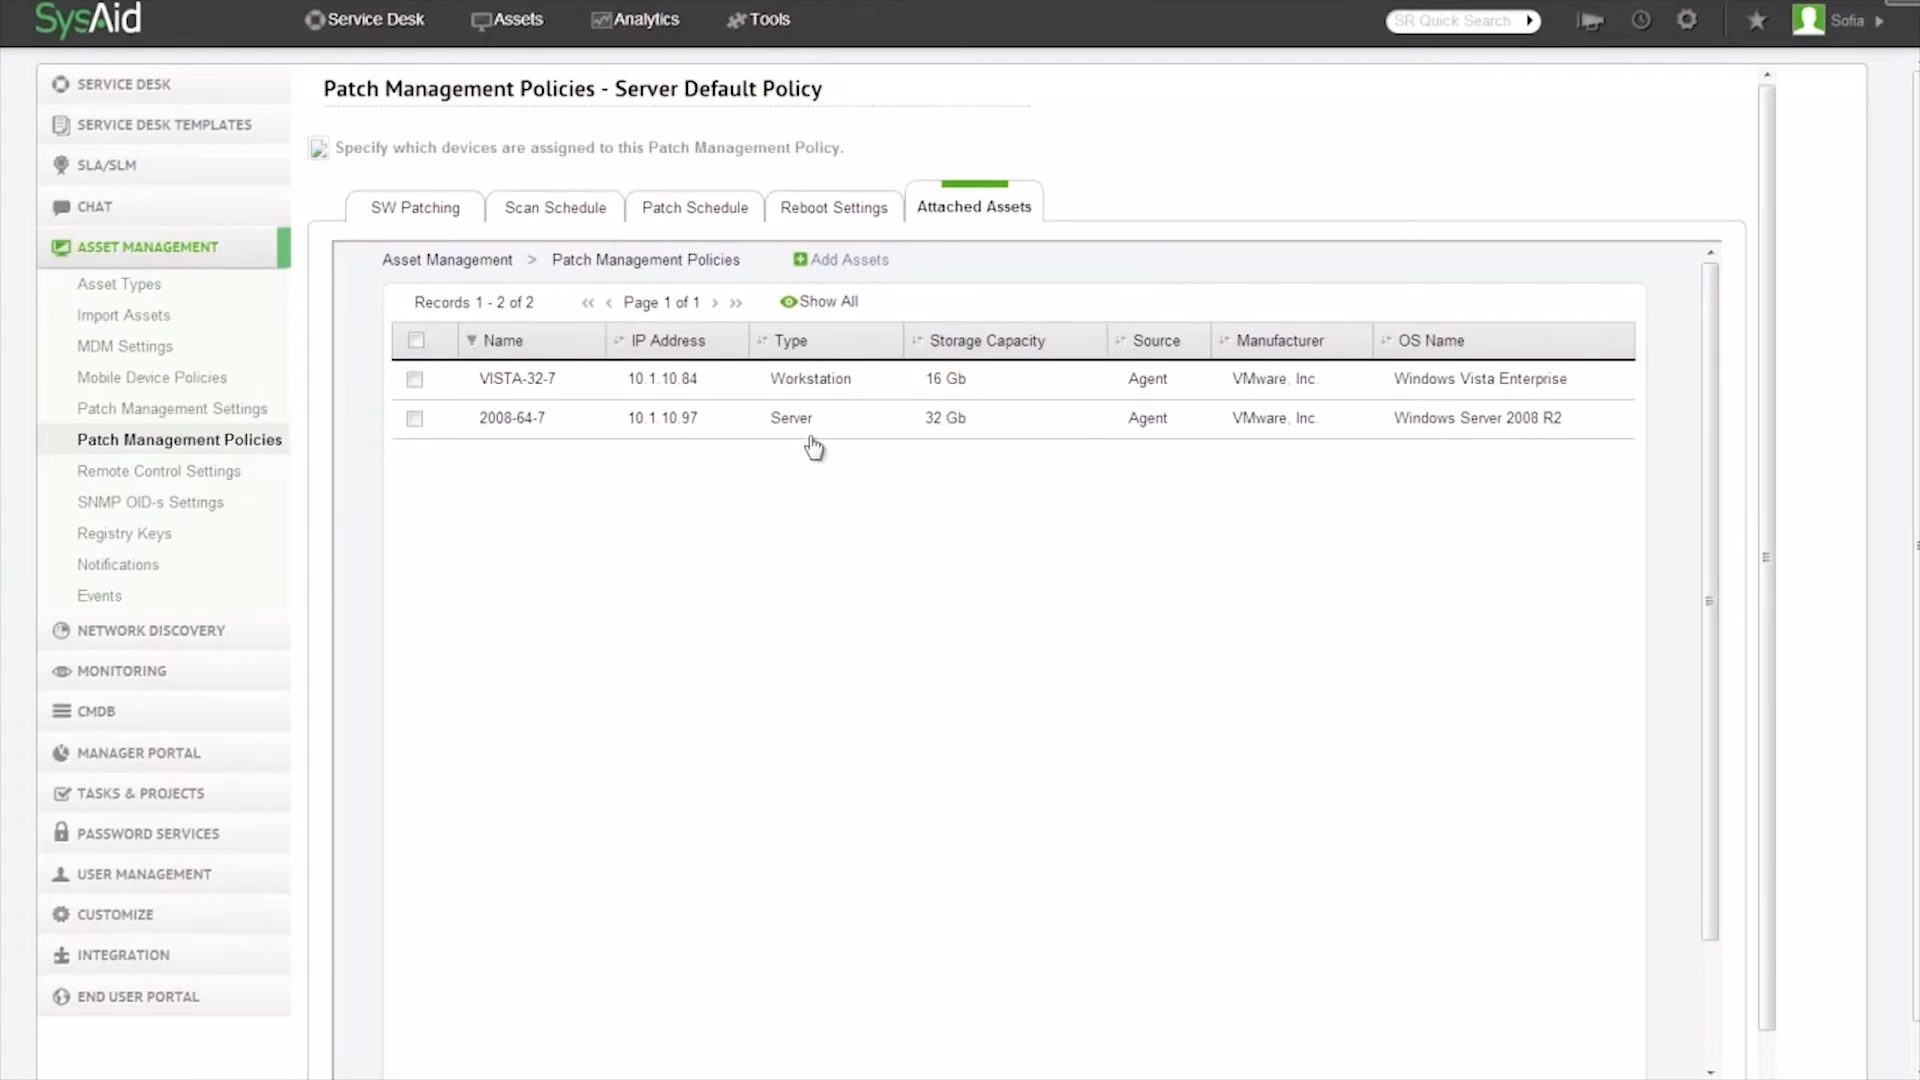 SysAid
Service Desk
Assets
Analytics
Tools
SR Quick Search
Sofia
SERVICE DESK
SERVICE DESK TEMPLATES
SLA/SLM
CHAT
ASSET MANAGEMENT
Asset Types
Import Assets
MDM Settings
Mobile Device Policies
Patch Management Settings
Patch Management Policies
Remote Control Settings
SNMP OID-s Settings
Registry Keys
Notifications
Events
NETWORK DISCOVERY
MONITORING
CMDB
MANAGER PORTAL
TASKS & PROJECTS
PASSWORD SERVICES
USER MANAGEMENT
CUSTOMIZE
INTEGRATION
END USER PORTAL
Patch Management Policies - Server Default Policy
Specify which devices are assigned to this Patch Management Policy.
SW Patching
Scan Schedule
Patch Schedule
Reboot Settings
Attached Assets
Asset Management > Patch Management Policies
Add Assets
Records 1 - 2 of 2
« ‹ Page 1 of 1 › »
Show All
Name IP Address Type Storage Capacity Source Manufacturer OS Name
VISTA-32-7 10.1.10.84 Workstation 16 Gb Agent VMware, Inc. Windows Vista Enterprise
2008-64-7 10.1.10.97 Server 32 Gb Agent VMware, Inc. Windows Server 2008 R2